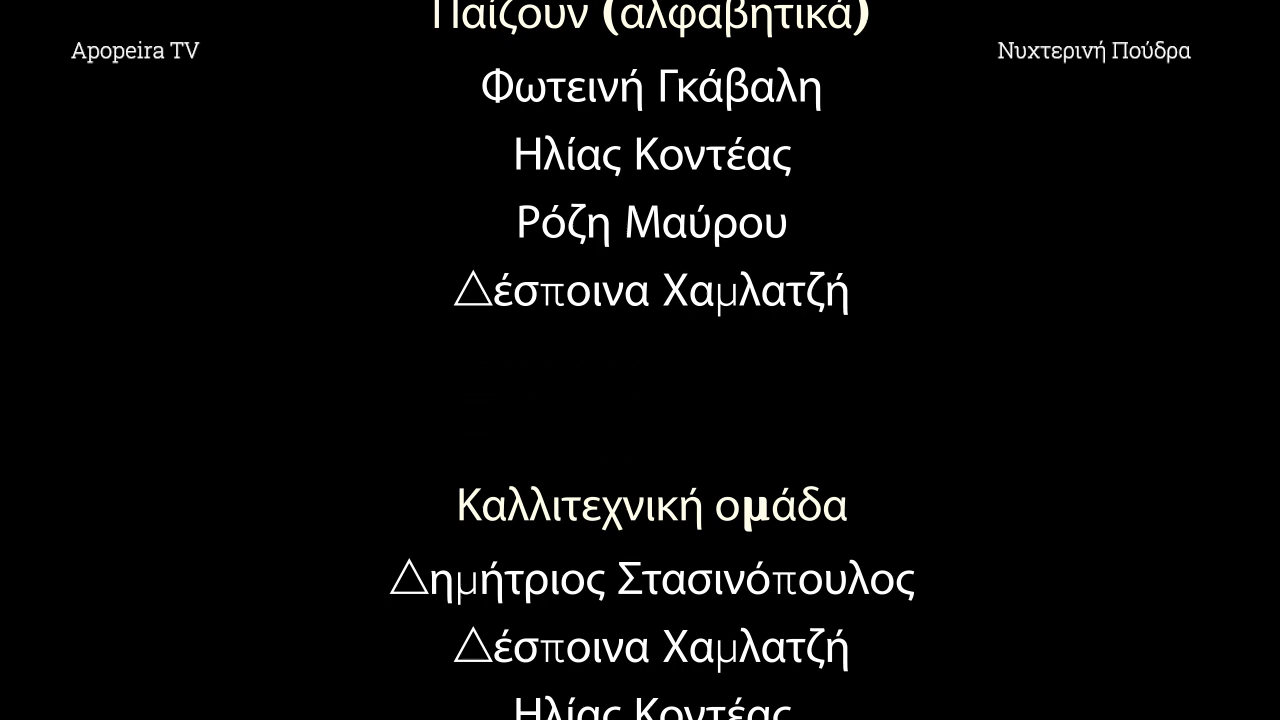 Παίζουν (αλφαβητικά)
Apopeira TV
Νυχτερινή Πούδρα
Φωτεινή Γκάβαλη
Ηλίας Κοντέας
Ρόζη Μαύρου
Δέσποινα Χαμλατζή
Καλλιτεχνική ομάδα
Δημήτριος Στασινόπουλος
Δέσποινα Χαμλατζή
Ηλίας Κοντέας